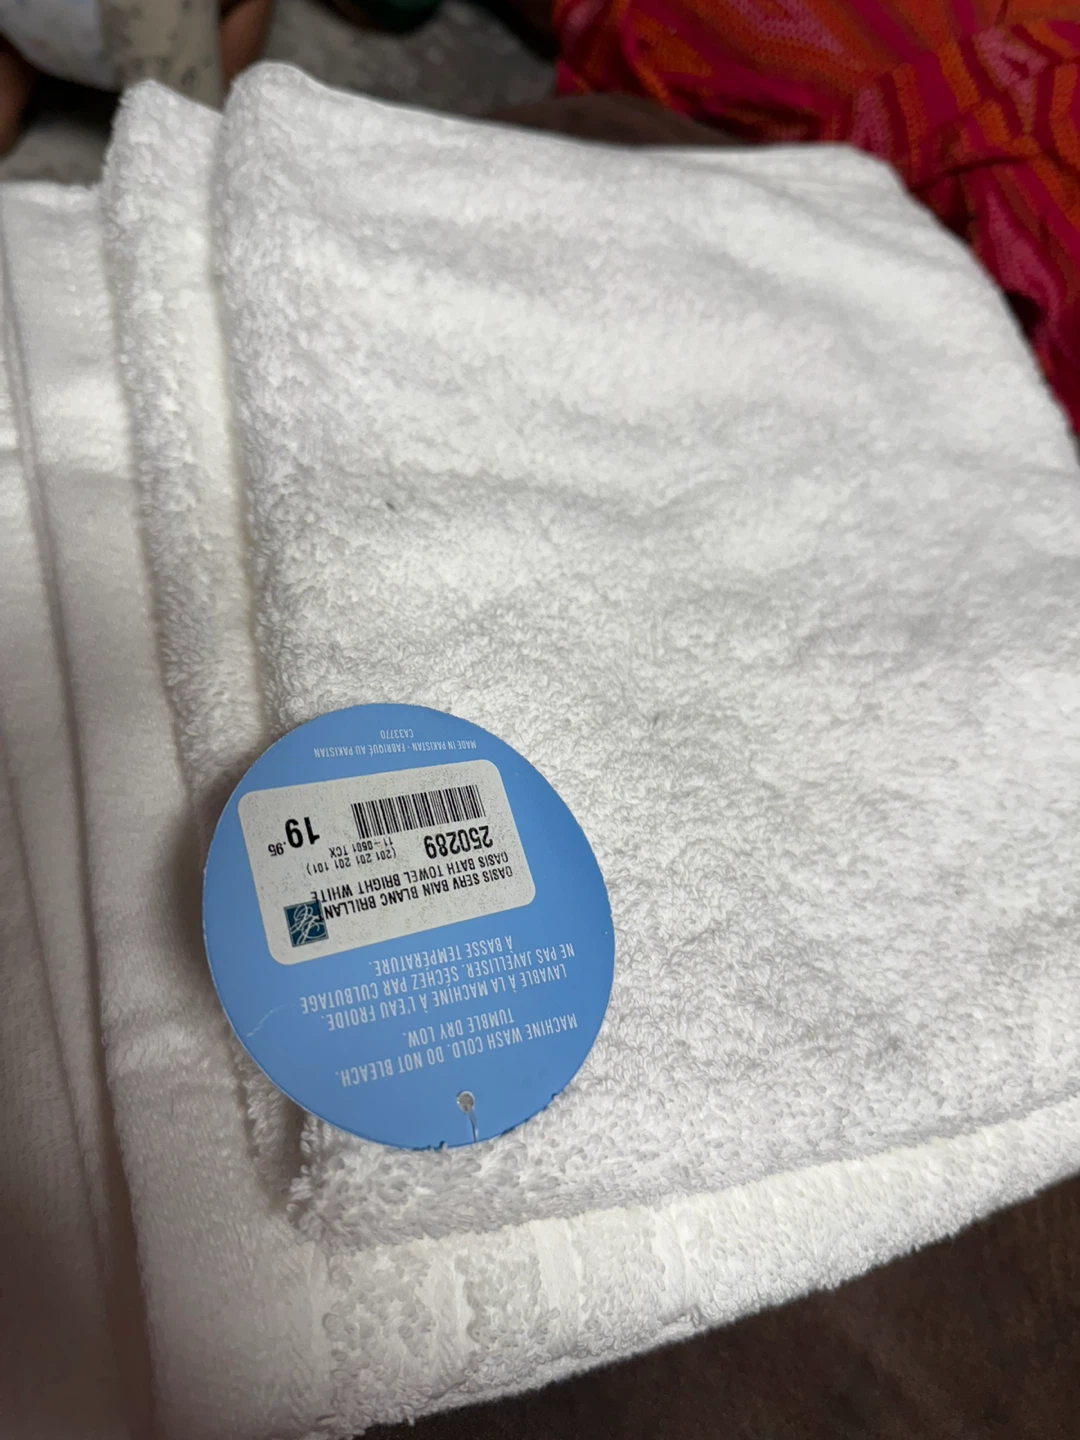 MACHINE WASH COLD. DO NOT BLEACH.
TUMBLE DRY LOW.
LAVABLE À LA MACHINE À L'EAU FROIDE.
NE PAS JAVELLISER. SÉCHEZ PAR CULBUTAGE
À BASSE TEMPÉRATURE.
OASIS SERV BAIN BLANC BRILLAN
OASIS BATH TOWEL BRIGHT WHITE
(201 201 201 101)
250289
11-0601 TCX
19.95
MADE IN PAKISTAN · FABRIQUÉ AU PAKISTAN
CA33770